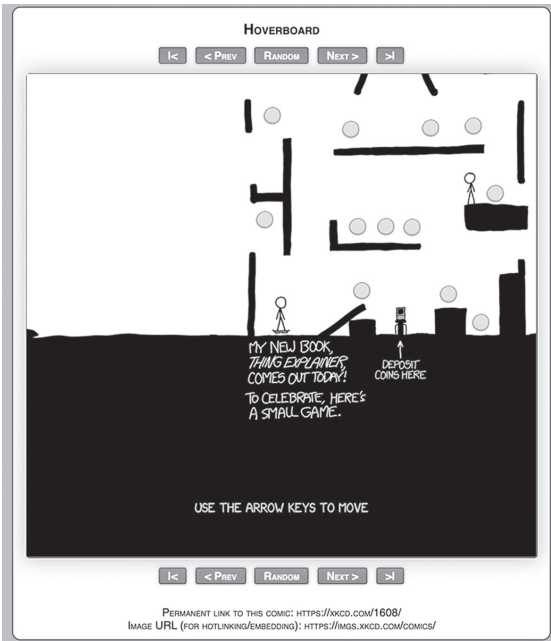 Hoverboard
|<
< Prev
Random
Next >
>|
MY NEW BOOK,
THING EXPLAINER,
COMES OUT TODAY!
TO CELEBRATE, HERE'S
A SMALL GAME.
DEPOSIT
COINS HERE
USE THE ARROW KEYS TO MOVE
|<
< Prev
Random
Next >
>|
Permanent link to this comic: https://xkcd.com/1608/
Image URL (for hotlinking/embedding): https://imgs.xkcd.com/comics/